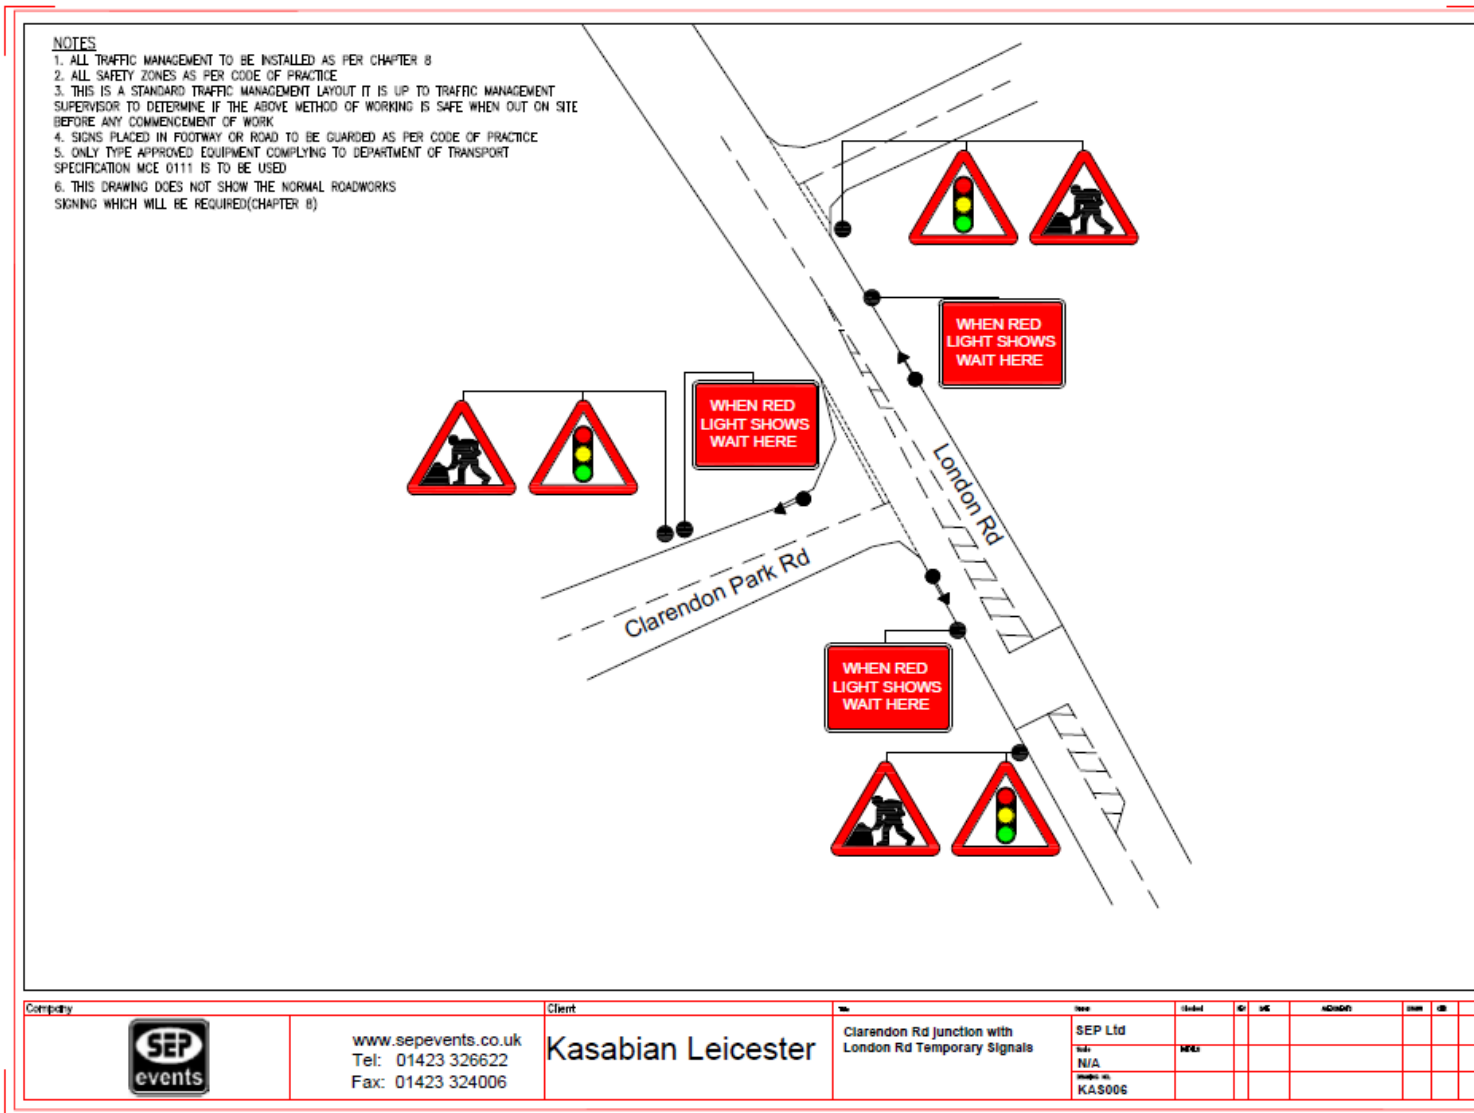 NOTES
1. ALL TRAFFIC MANAGEMENT TO BE INSTALLED AS PER CHAPTER 8
2. ALL SAFETY ZONES AS PER CODE OF PRACTICE
3. THIS IS A STANDARD TRAFFIC MANAGEMENT LAYOUT IT IS UP TO TRAFFIC MANAGEMENT
SUPERVISOR TO DETERMINE IF THE ABOVE METHOD OF WORKING IS SAFE WHEN OUT ON SITE
BEFORE ANY COMMENCEMENT OF WORK
4. SIGNS PLACED IN FOOTWAY OR ROAD TO BE GUARDED AS PER CODE OF PRACTICE
5. ONLY TYPE APPROVED EQUIPMENT COMPLYING TO DEPARTMENT OF TRANSPORT
SPECIFICATION MCE 0111 IS TO BE USED
6. THIS DRAWING DOES NOT SHOW THE NORMAL ROADWORKS
SIGNING WHICH WILL BE REQUIRED(CHAPTER 8)
WHEN RED
LIGHT SHOWS
WAIT HERE
WHEN RED
LIGHT SHOWS
WAIT HERE
London Rd
Clarendon Park Rd
WHEN RED
LIGHT SHOWS
WAIT HERE
Company
SEP
events
www.sepevents.co.uk
Tel: 01423 326622
Fax: 01423 324006
Client
Kasabian Leicester
Clarendon Rd junction with
London Rd Temporary Signals
SEP Ltd
N/A
KAS006